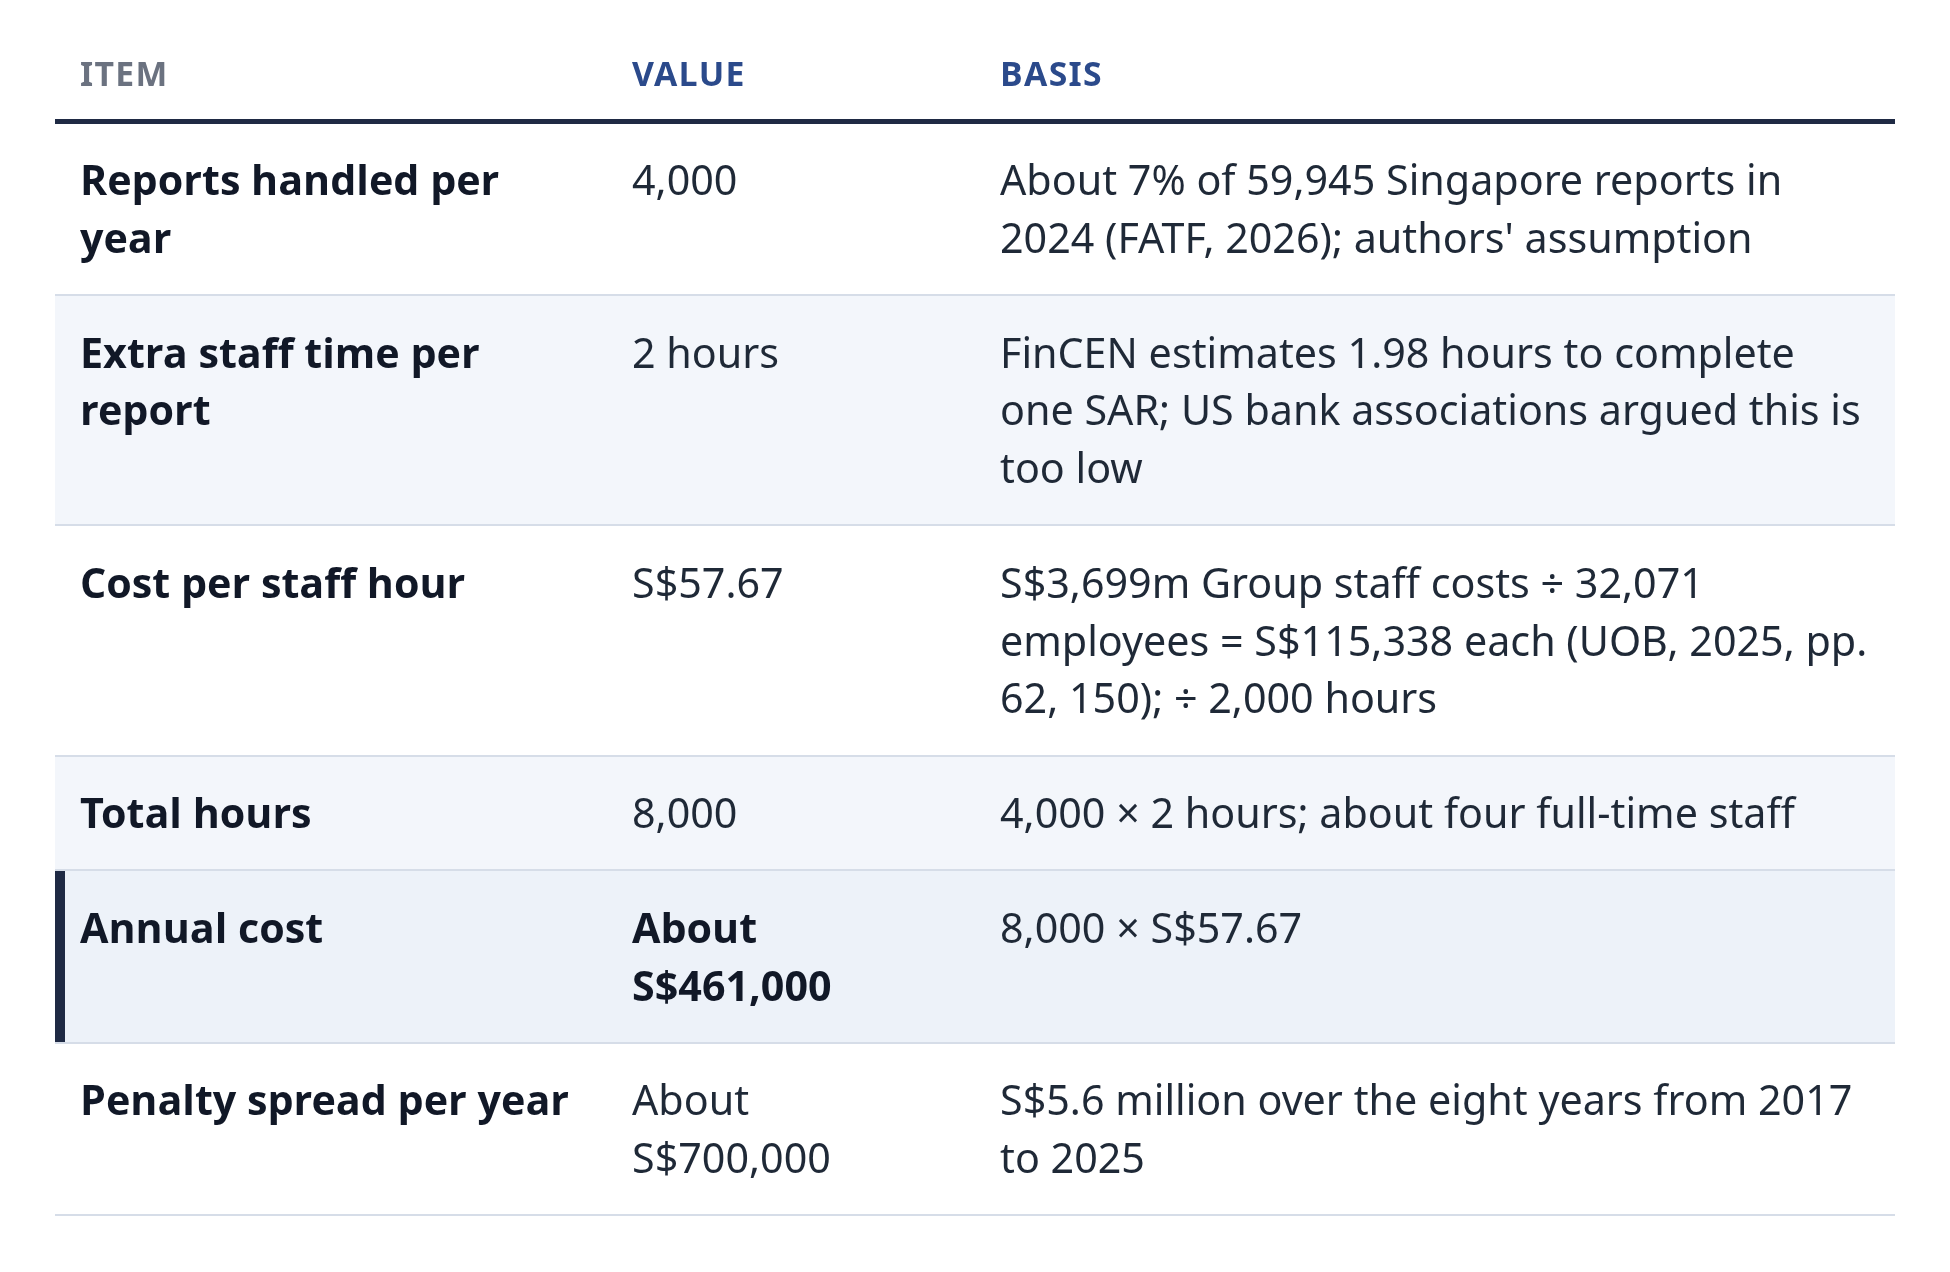 ITEM VALUE BASIS
Reports handled per 4,000 About 7% of 59,945 Singapore reports in
year 2024 (FATF, 2026); authors' assumption
Extra staff time per 2 hours FinCEN estimates 1.98 hours to complete
report one SAR; US bank associations argued this is
too low
Cost per staff hour S$57.67 S$3,699m Group staff costs ÷ 32,071
employees = S$115,338 each (UOB, 2025, pp.
62, 150); ÷ 2,000 hours
Total hours 8,000 4,000 × 2 hours; about four full-time staff
Annual cost About 8,000 × S$57.67
S$461,000
Penalty spread per year About S$5.6 million over the eight years from 2017
S$700,000 to 2025